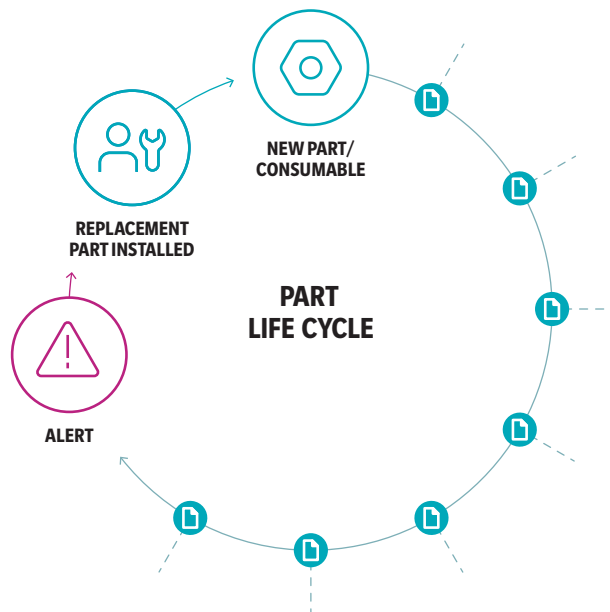 NEW PART/
CONSUMABLE
REPLACEMENT
PART INSTALLED
PART
LIFE CYCLE
ALERT